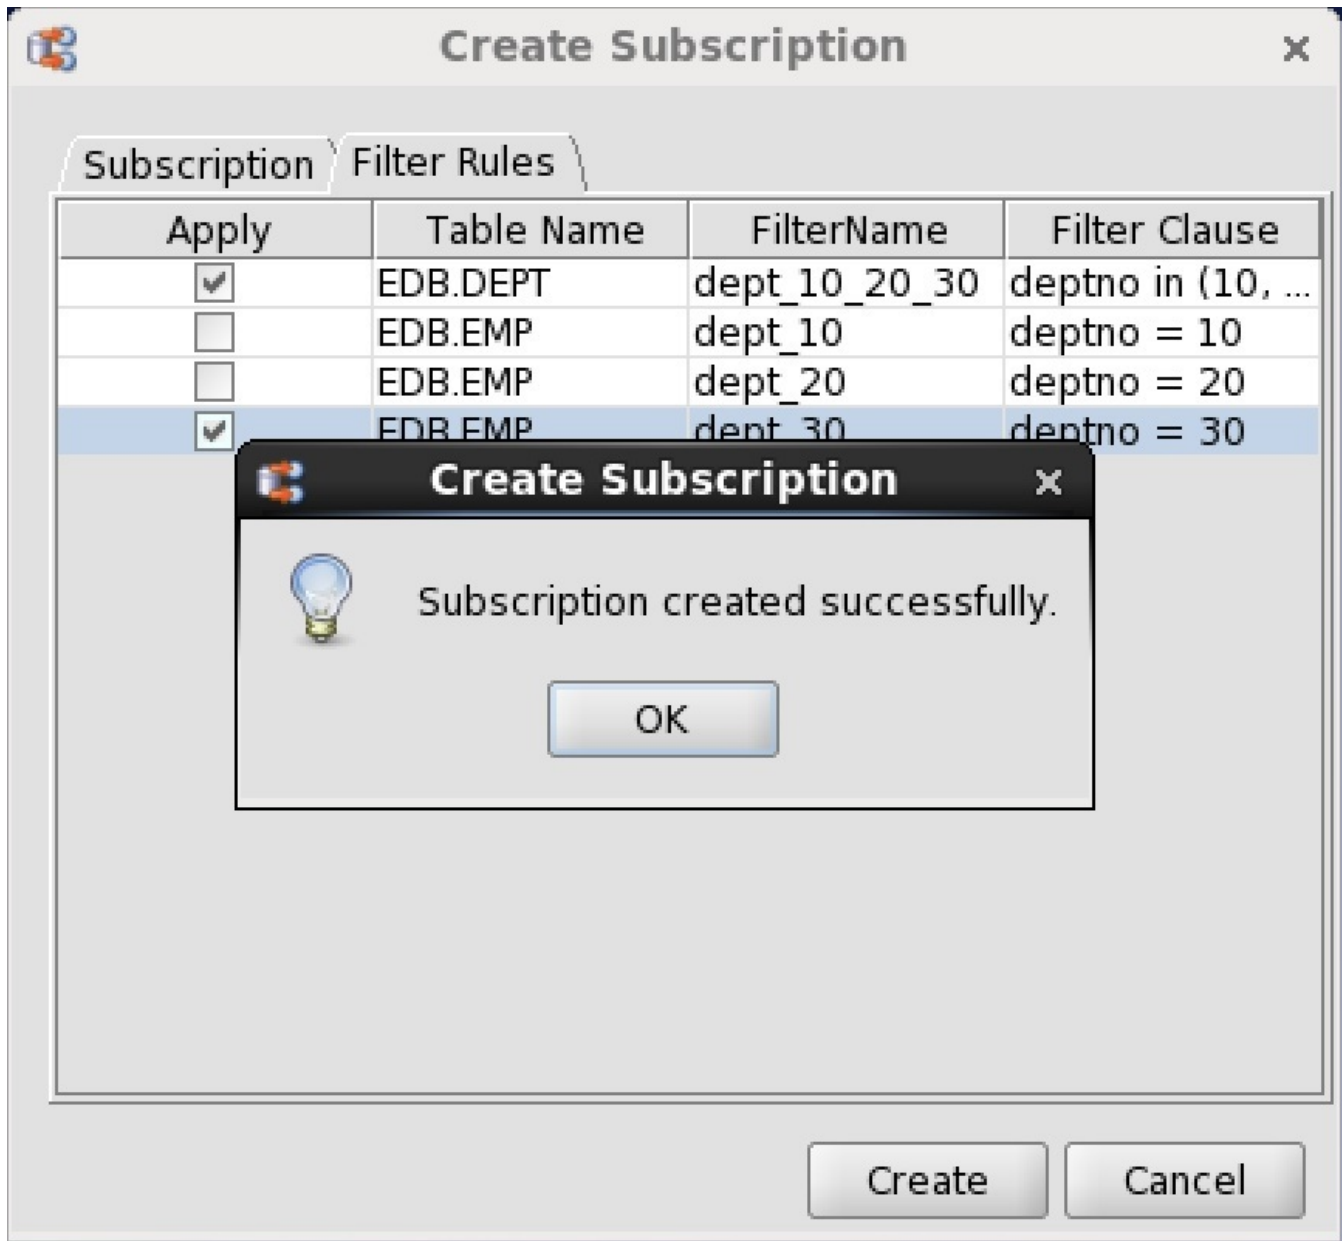 Create Subscription
Subscription Filter Rules
Apply Table Name FilterName Filter Clause
EDB.DEPT dept_10_20_30 deptno in (10, ...
EDB.EMP dept_10 deptno = 10
EDB.EMP dept_20 deptno = 20
EDB.EMP dept_30 deptno = 30
Create Subscription
Subscription created successfully.
OK
Create Cancel